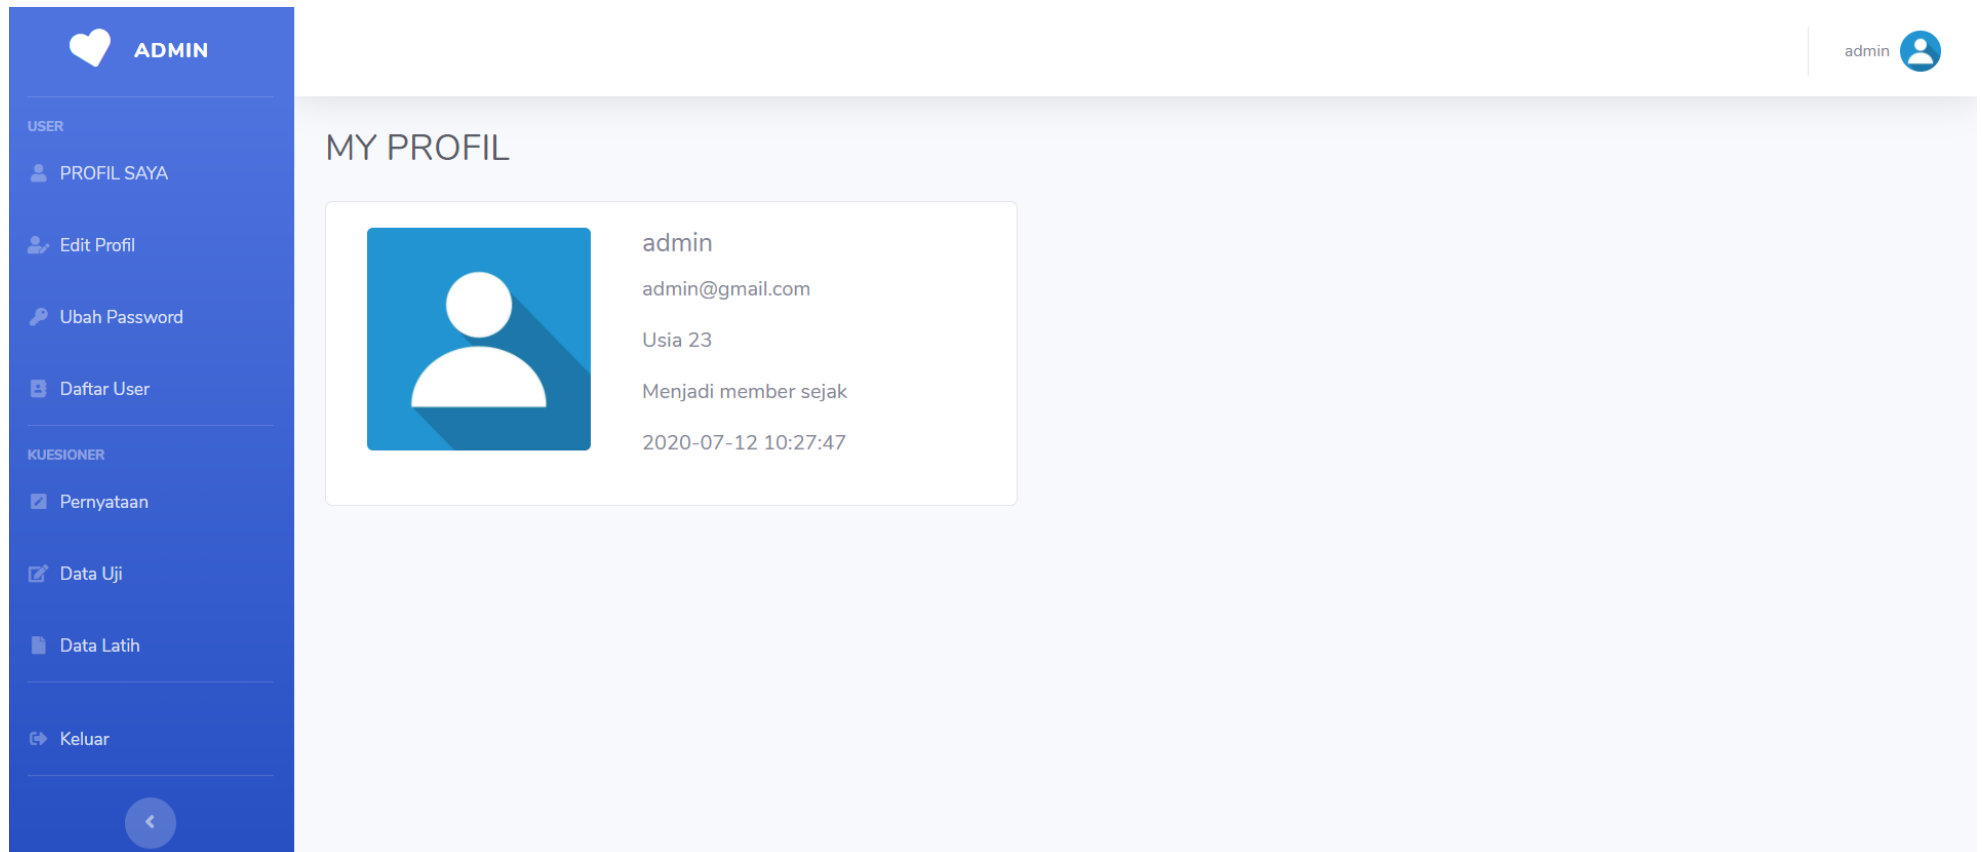 ADMIN
admin
USER
PROFIL SAYA
Edit Profil
Ubah Password
Daftar User
KUESIONER
Pernyataan
Data Uji
Data Latih
Keluar
MY PROFIL
admin
admin@gmail.com
Usia 23
Menjadi member sejak
2020-07-12 10:27:47